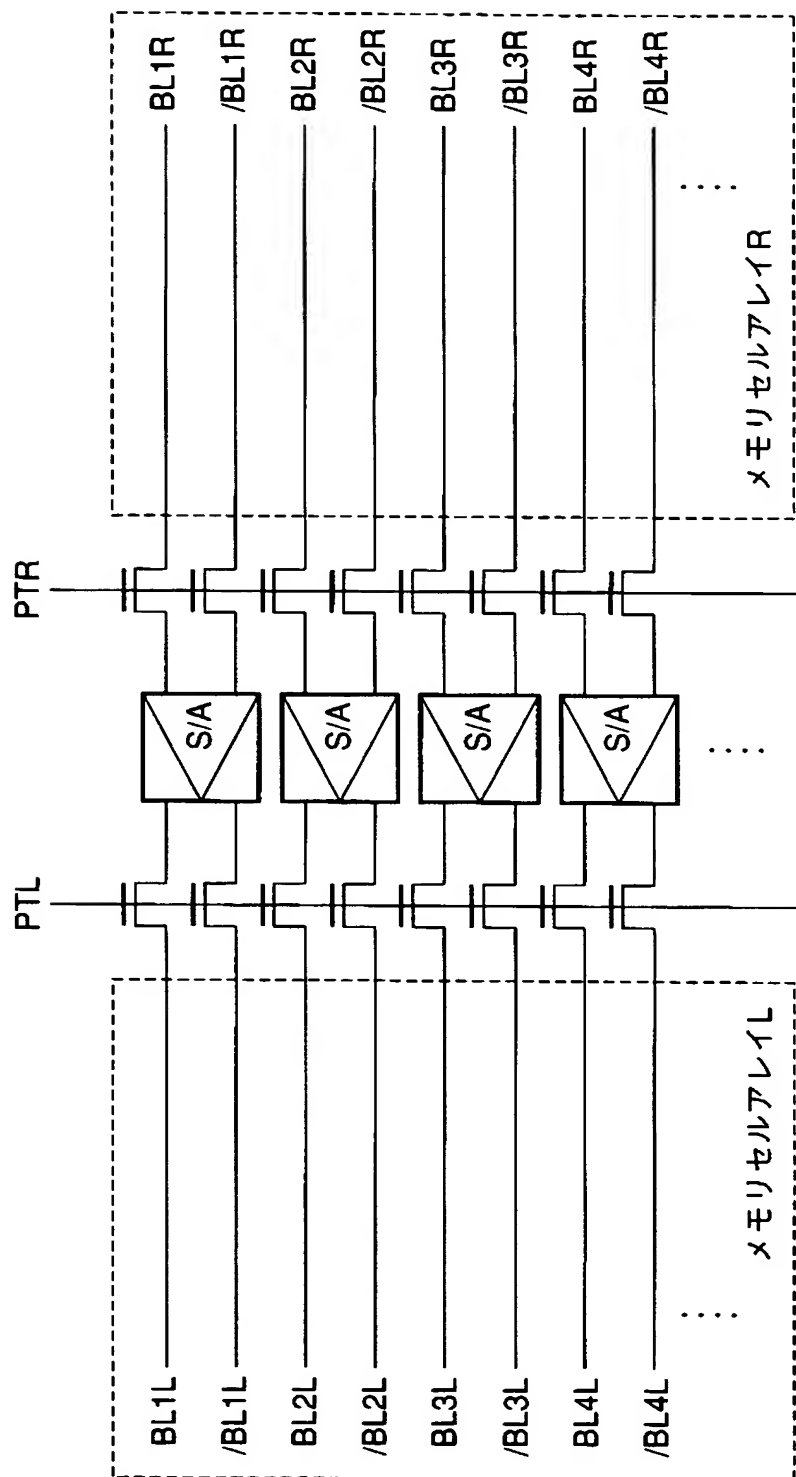 PTL
PTR
BL1L
/BL1L
BL2L
/BL2L
BL3L
/BL3L
BL4L
/BL4L
....
メモリセルアレイL
S/A
S/A
S/A
S/A
....
BL1R
/BL1R
BL2R
/BL2R
BL3R
/BL3R
BL4R
/BL4R
....
メモリセルアレイR